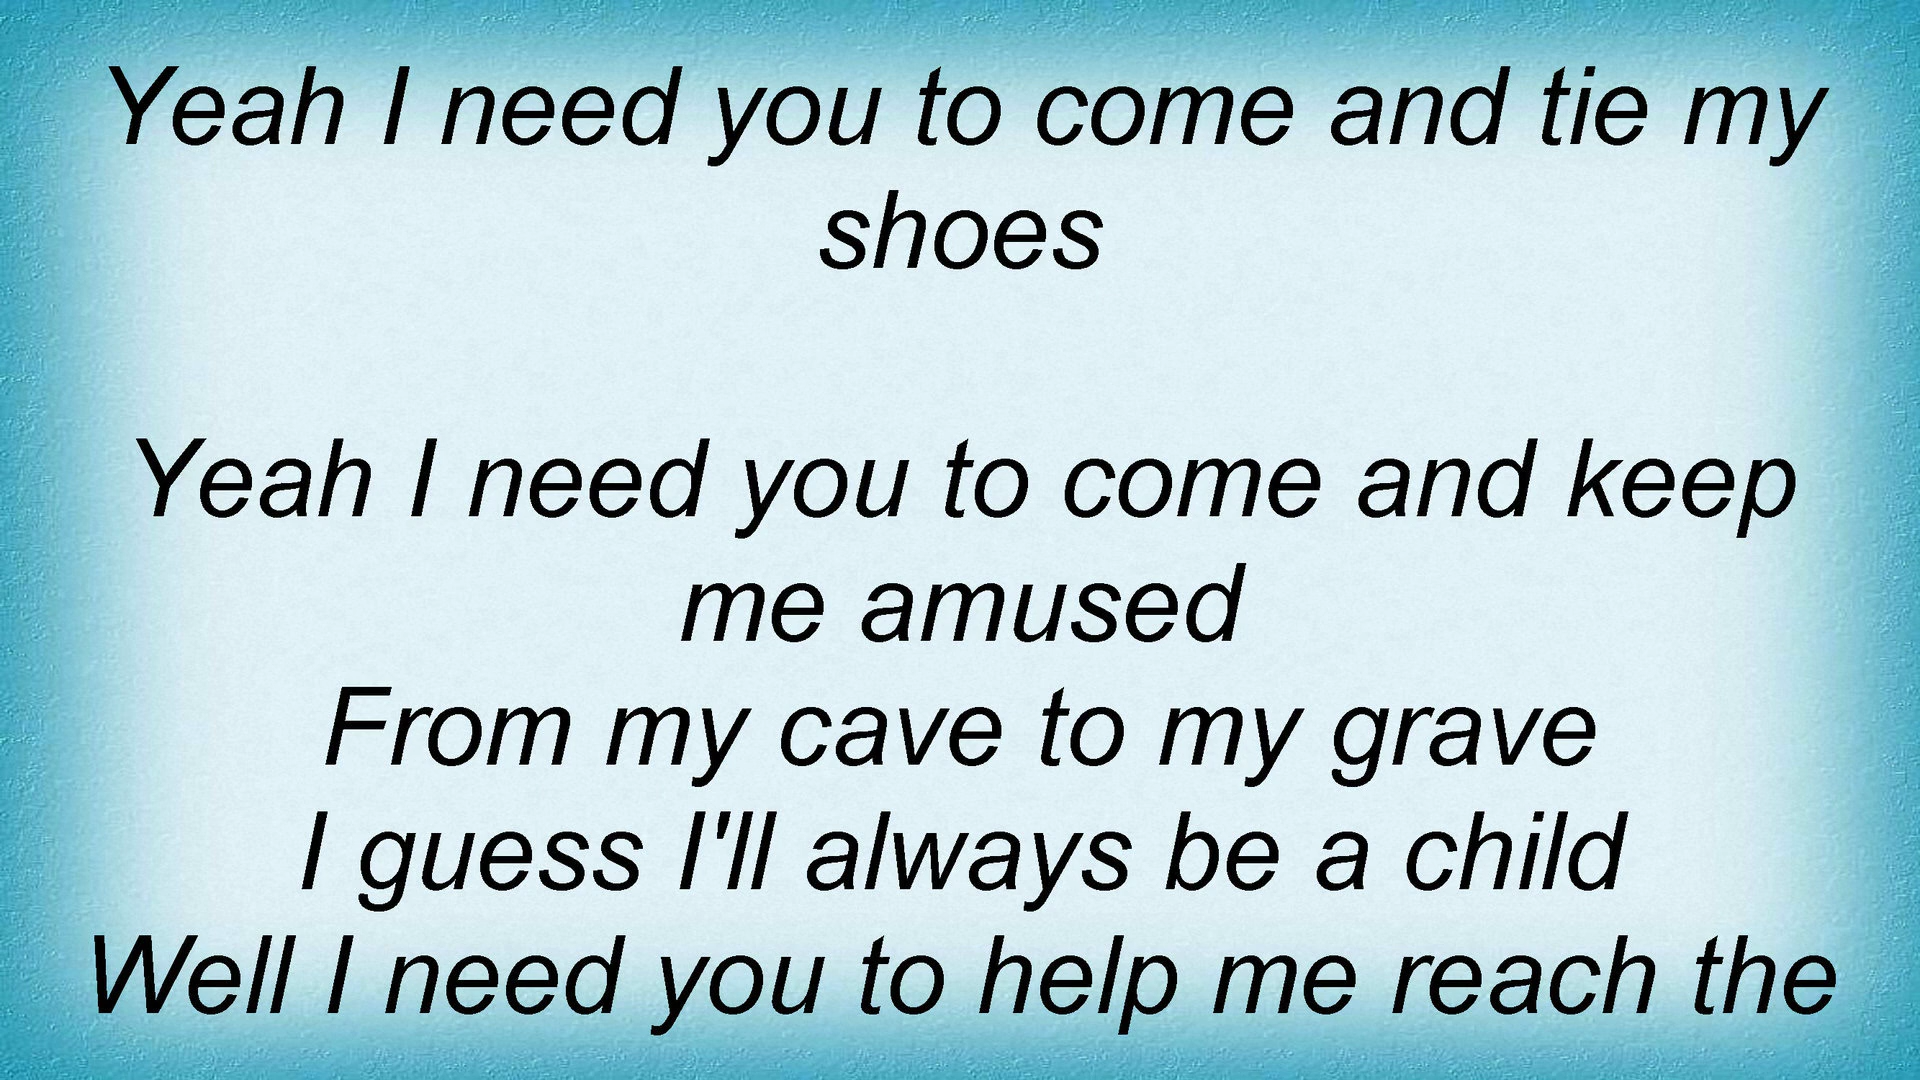 Yeah I need you to come and tie my
shoes
Yeah I need you to come and keep
me amused
From my cave to my grave
I guess I'll always be a child
Well I need you to help me reach the